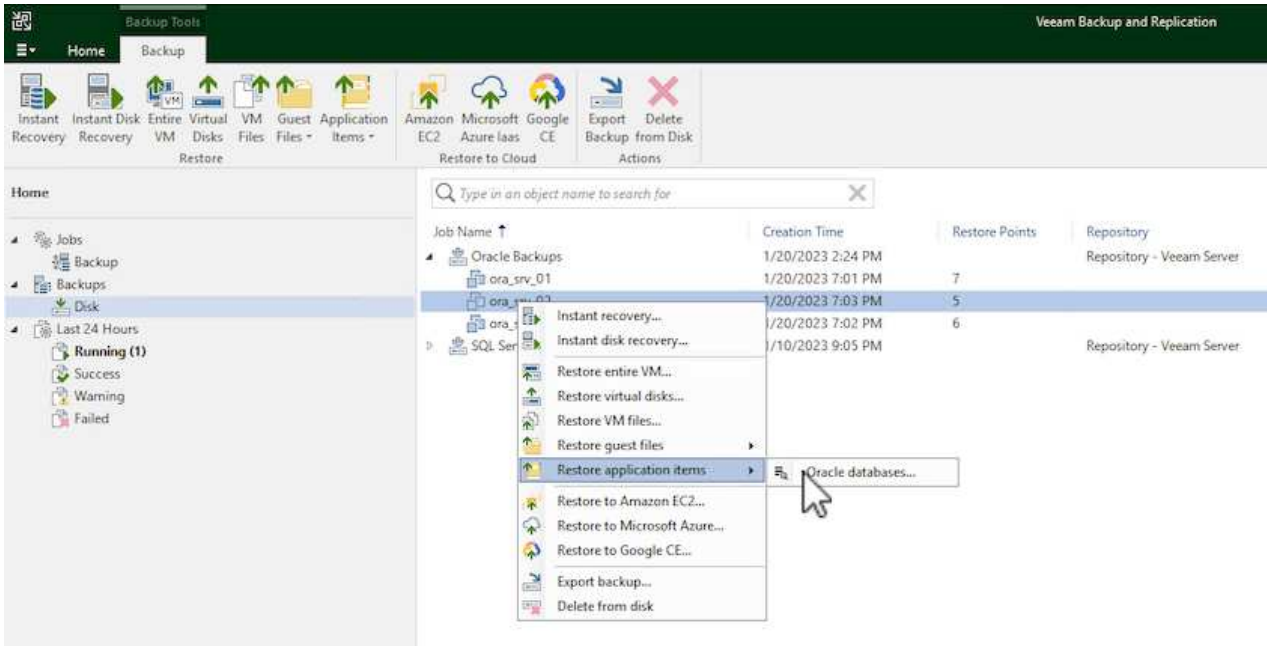 Backup Tools
Veeam Backup and Replication
Home Backup
Instant Recovery
Instant Disk Recovery
Entire VM
Virtual Disks
VM Files
Guest Files
Application Items
Amazon EC2
Microsoft Azure Iaas
Google CE
Export Backup
Delete from Disk
Restore
Restore to Cloud
Actions
Home
Type in an object name to search for
Jobs
Backup
Backups
Disk
Last 24 Hours
Running (1)
Success
Warning
Failed
Job Name Creation Time Restore Points Repository
Oracle Backups 1/20/2023 2:24 PM Repository - Veeam Server
ora_srv_01 1/20/2023 7:01 PM 7
1/20/2023 7:03 PM 5
1/20/2023 7:02 PM 6
SQL Ser 1/10/2023 9:05 PM Repository - Veeam Server
Instant recovery...
Instant disk recovery...
Restore entire VM...
Restore virtual disks...
Restore VM files...
Restore guest files
Restore application items
Oracle databases...
Restore to Amazon EC2...
Restore to Microsoft Azure...
Restore to Google CE...
Export backup...
Delete from disk